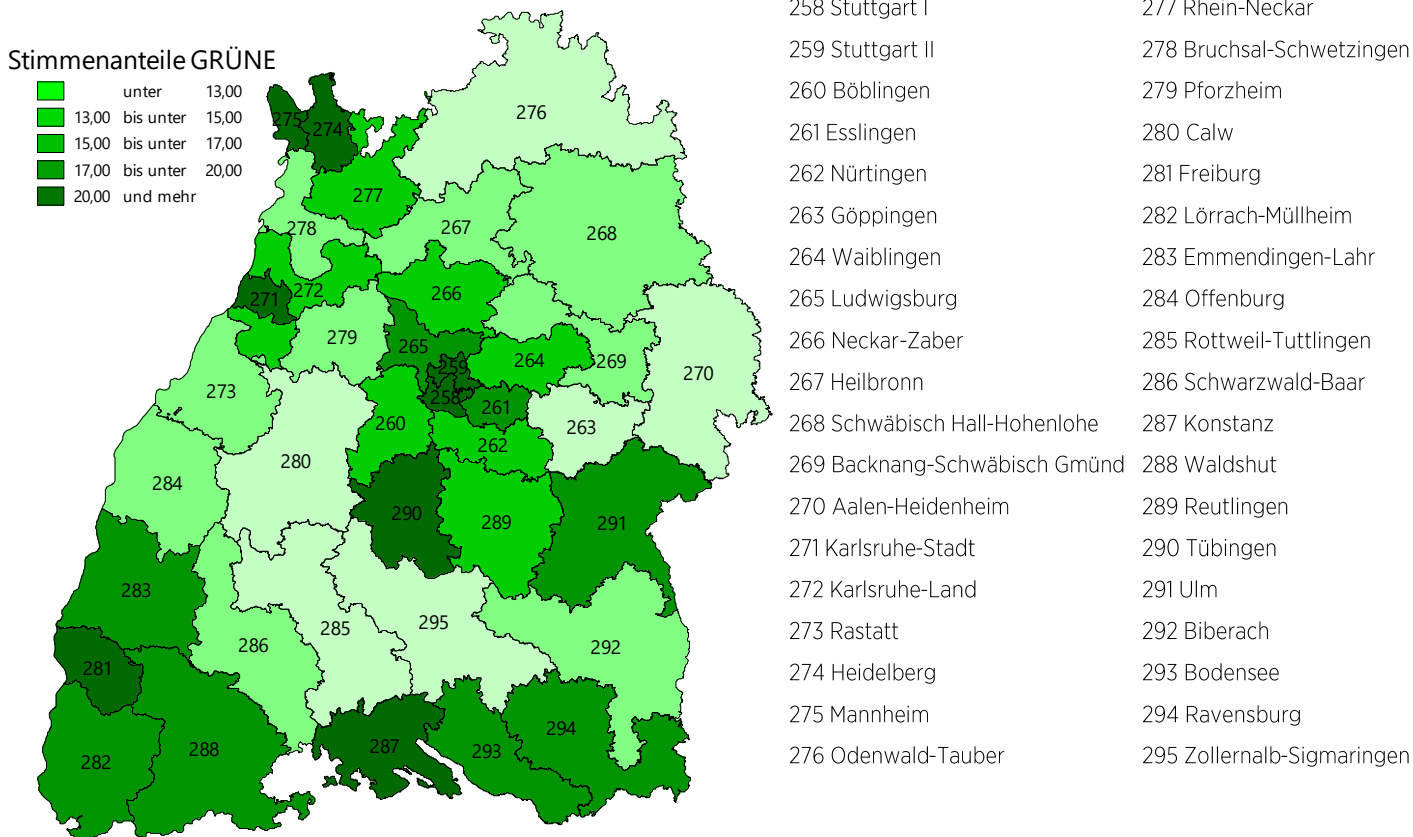 Stimmenanteile GRÜNE
unter 13,00
13,00 bis unter 15,00
15,00 bis unter 17,00
17,00 bis unter 20,00
20,00 und mehr
276
275
274
277
278
267
268
271
272
266
279
265
264
269
273
259
258
261
270
260
263
262
280
284
290
289
291
283
285
295
286
292
281
294
287
293
288
282
258 Stuttgart I
259 Stuttgart II
260 Böblingen
261 Esslingen
262 Nürtingen
263 Göppingen
264 Waiblingen
265 Ludwigsburg
266 Neckar-Zaber
267 Heilbronn
268 Schwäbisch Hall-Hohenlohe
269 Backnang-Schwäbisch Gmünd
270 Aalen-Heidenheim
271 Karlsruhe-Stadt
272 Karlsruhe-Land
273 Rastatt
274 Heidelberg
275 Mannheim
276 Odenwald-Tauber
277 Rhein-Neckar
278 Bruchsal-Schwetzingen
279 Pforzheim
280 Calw
281 Freiburg
282 Lörrach-Müllheim
283 Emmendingen-Lahr
284 Offenburg
285 Rottweil-Tuttlingen
286 Schwarzwald-Baar
287 Konstanz
288 Waldshut
289 Reutlingen
290 Tübingen
291 Ulm
292 Biberach
293 Bodensee
294 Ravensburg
295 Zollernalb-Sigmaringen